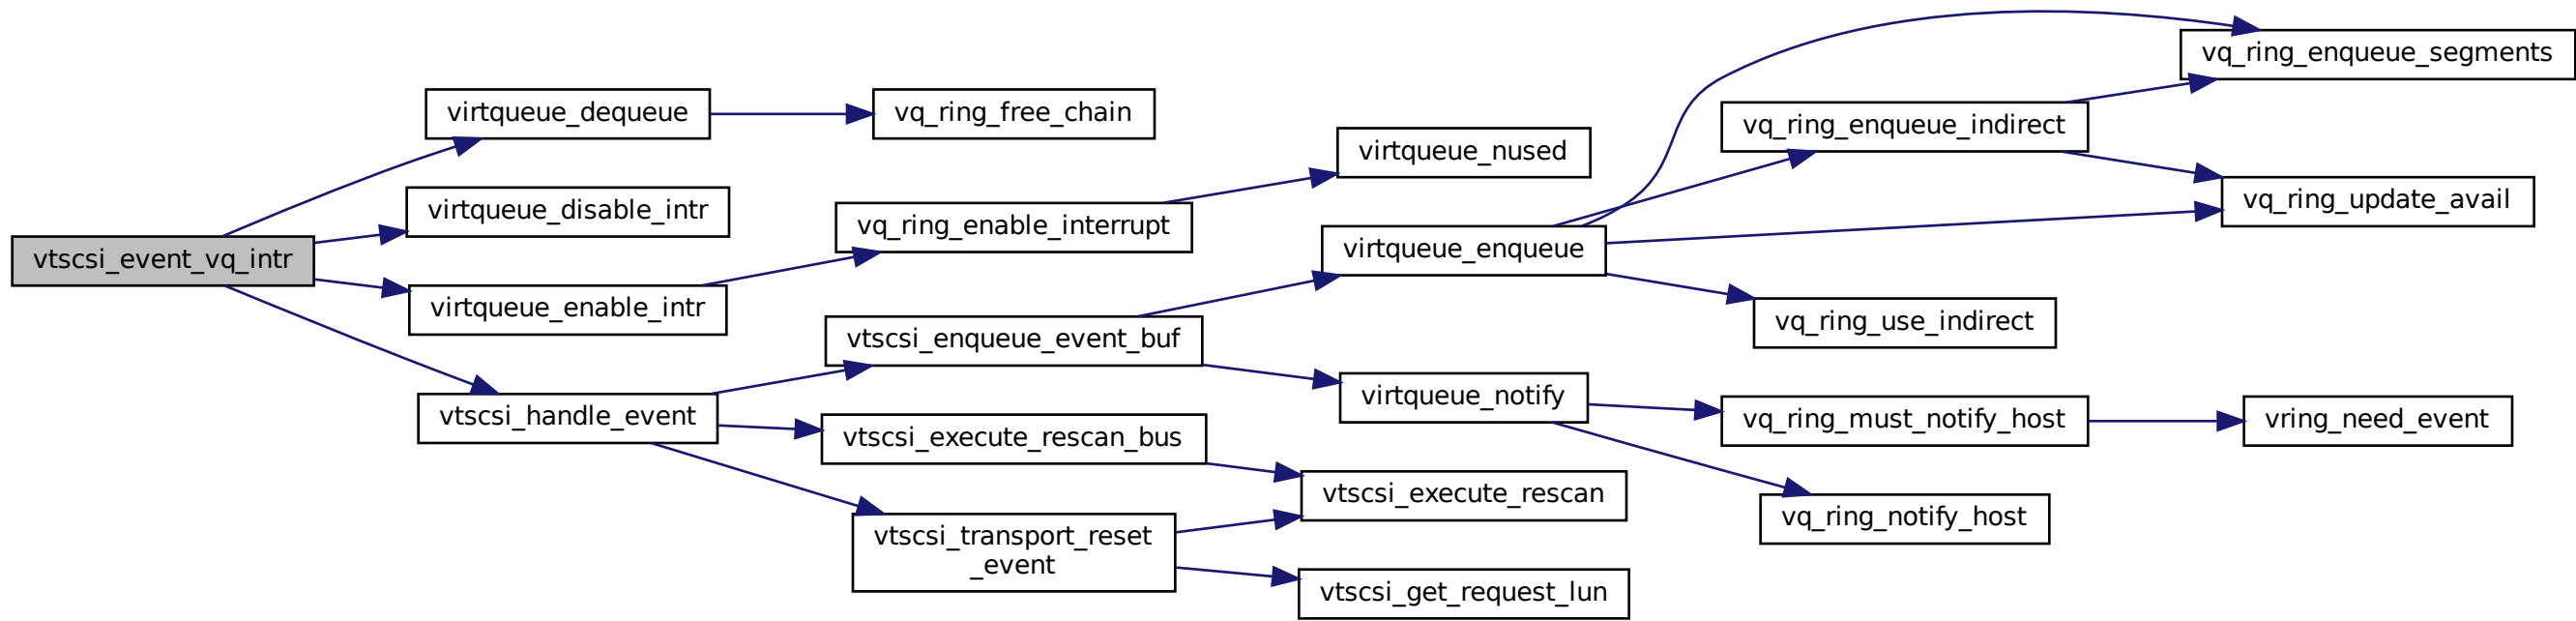 vtscsi_event_vq_intr
virtqueue_dequeue
vq_ring_free_chain
virtqueue_disable_intr
virtqueue_enable_intr
vq_ring_enable_interrupt
virtqueue_nused
vtscsi_handle_event
vtscsi_enqueue_event_buf
virtqueue_enqueue
vq_ring_enqueue_segments
vq_ring_enqueue_indirect
vq_ring_update_avail
vq_ring_use_indirect
virtqueue_notify
vq_ring_must_notify_host
vring_need_event
vq_ring_notify_host
vtscsi_execute_rescan_bus
vtscsi_execute_rescan
vtscsi_transport_reset
_event
vtscsi_get_request_lun